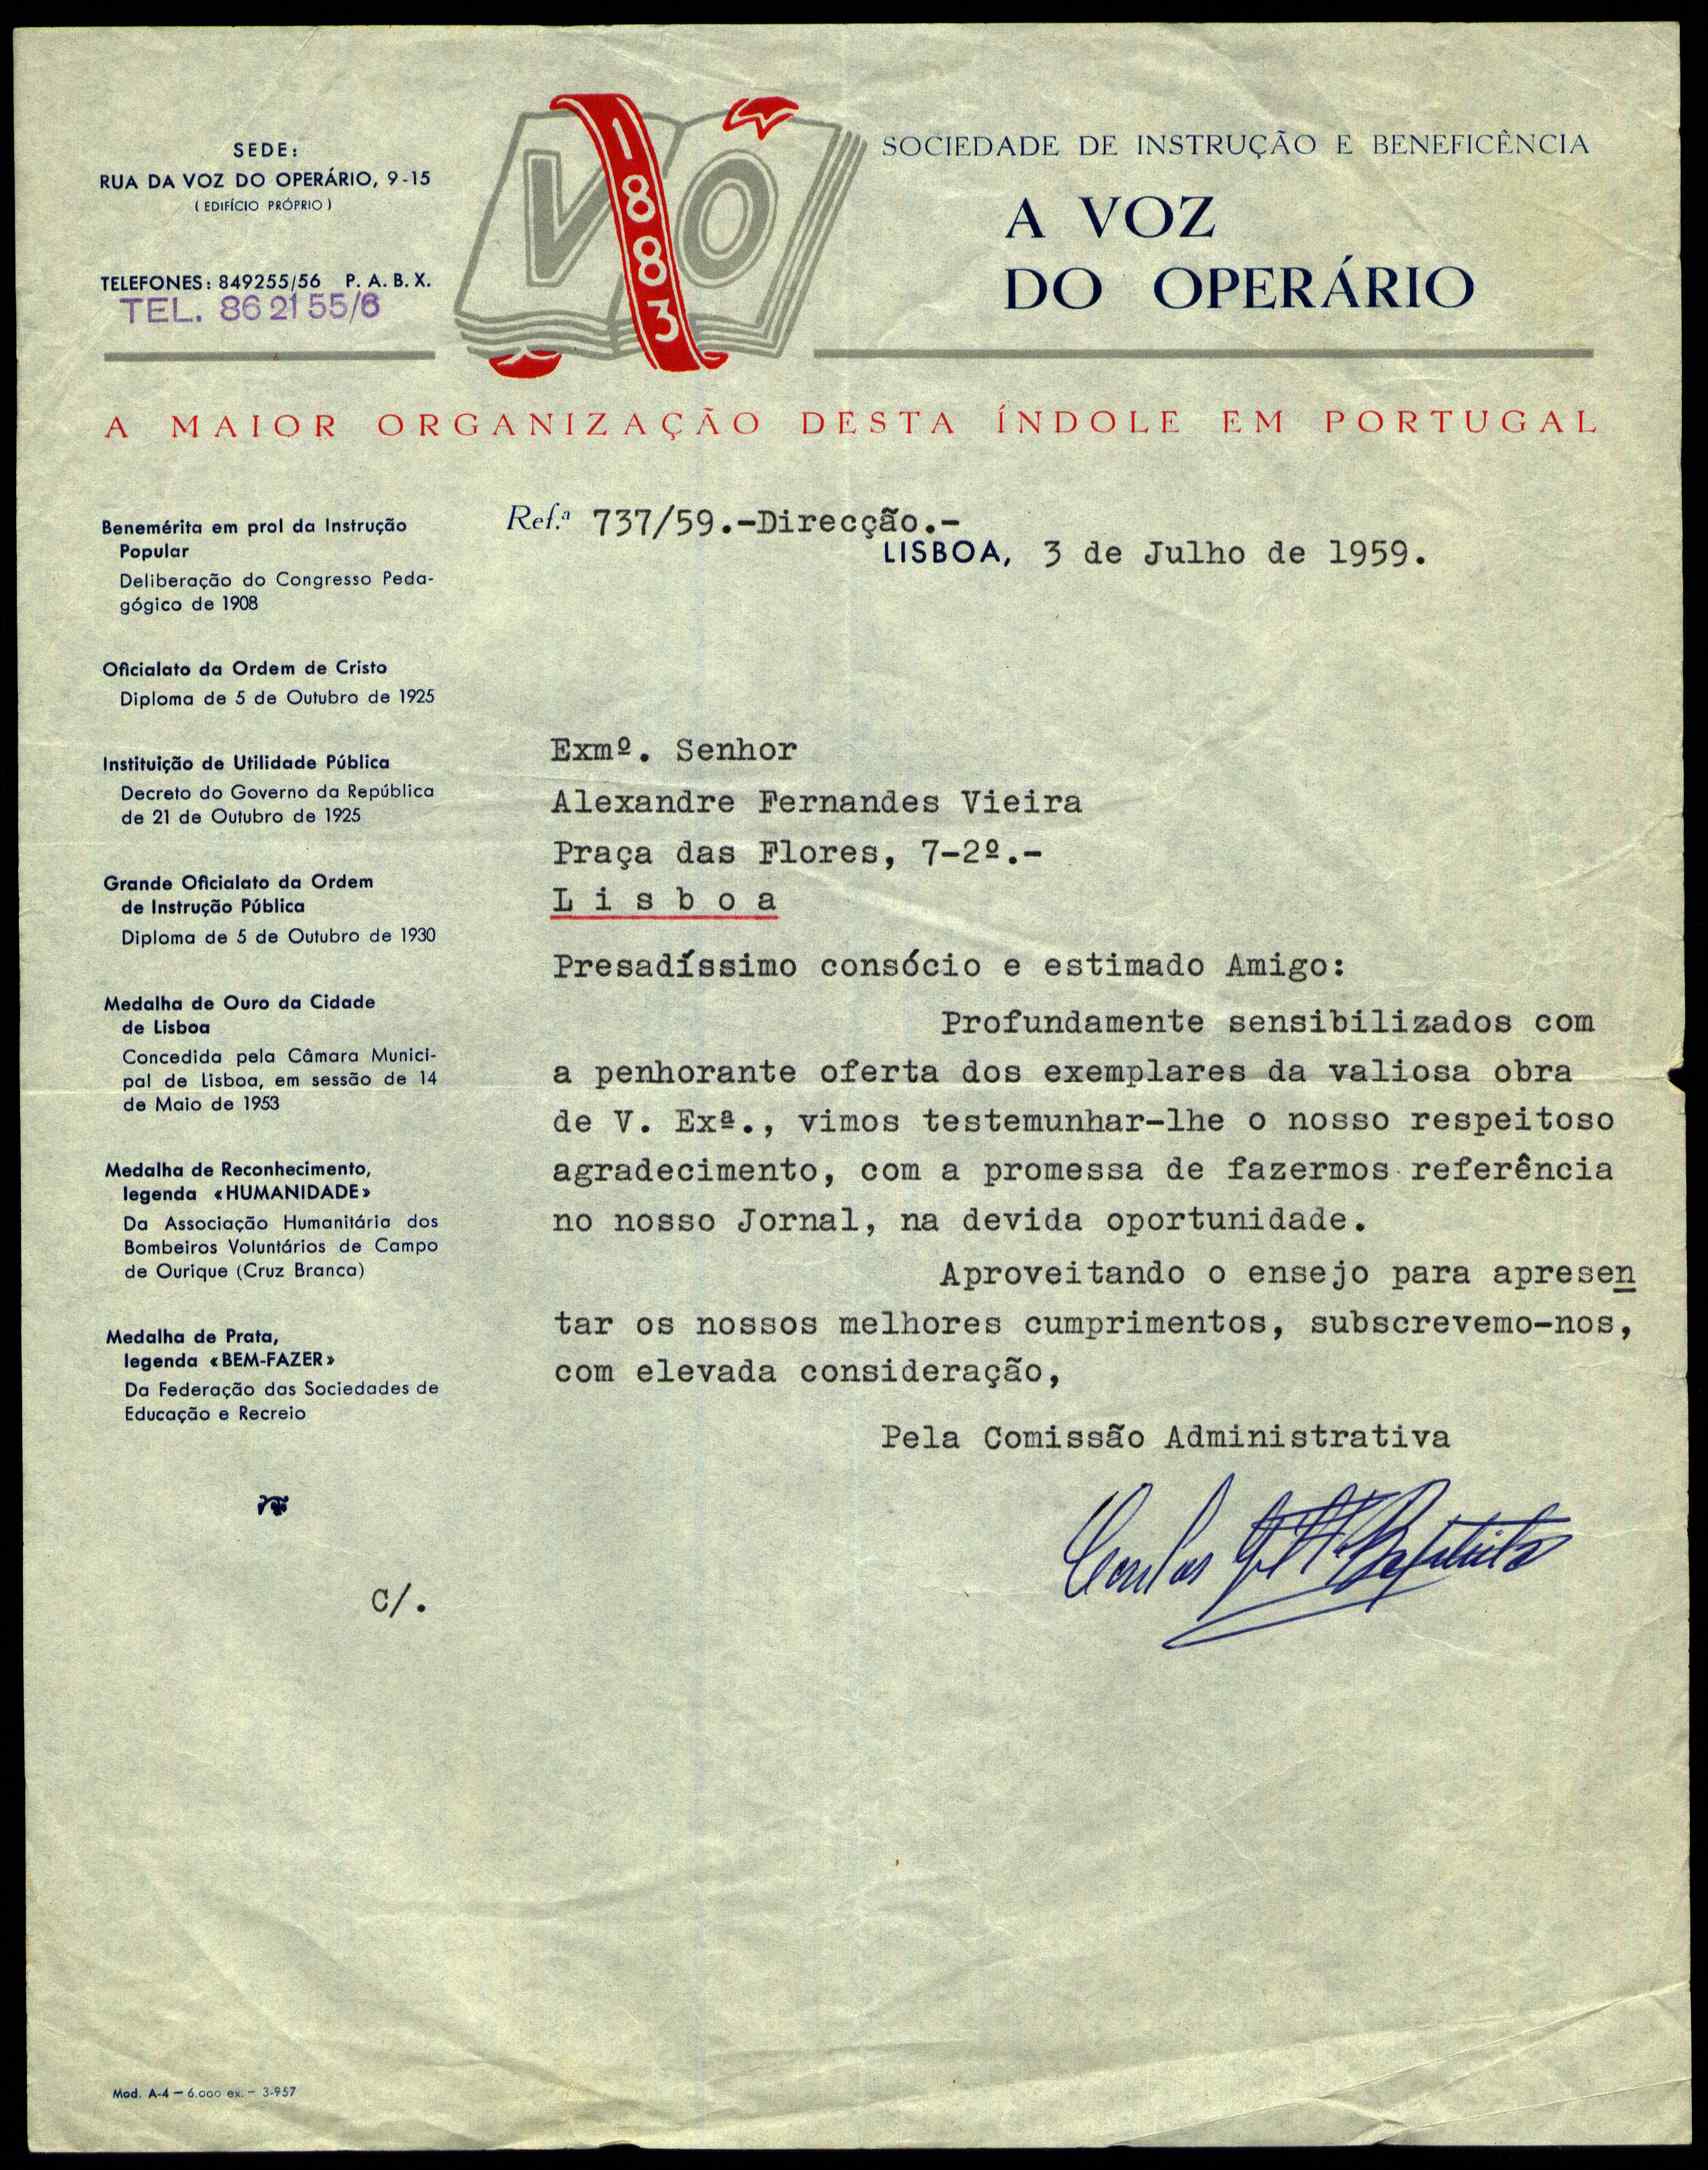 SEDE:
RUA DA VOZ DO OPERÁRIO, 9-15
( EDIFÍCIO PRÓPRIO )
TELEFONES: 849255/56 P. A. B. X.
TEL. 86 21 55/6
VO
1883
SOCIEDADE DE INSTRUÇÃO E BENEFICÊNCIA
A VOZ
DO OPERÁRIO
A MAIOR ORGANIZAÇÃO DESTA ÍNDOLE EM PORTUGAL
Benemérita em prol da Instrução
Popular
Deliberação do Congresso Peda-
gógico de 1908
Oficialato da Ordem de Cristo
Diploma de 5 de Outubro de 1925
Instituição de Utilidade Pública
Decreto do Governo da República
de 21 de Outubro de 1925
Grande Oficialato da Ordem
de Instrução Pública
Diploma de 5 de Outubro de 1930
Medalha de Ouro da Cidade
de Lisboa
Concedida pela Câmara Munici-
pal de Lisboa, em sessão de 14
de Maio de 1953
Medalha de Reconhecimento,
legenda «HUMANIDADE»
Da Associação Humanitária dos
Bombeiros Voluntários de Campo
de Ourique (Cruz Branca)
Medalha de Prata,
legenda «BEM-FAZER»
Da Federação das Sociedades de
Educação e Recreio
C/.
Ref.ª 737/59.-Direcção.-
LISBOA, 3 de Julho de 1959.
Exmº. Senhor
Alexandre Fernandes Vieira
Praça das Flores, 7-2º.-
L i s b o a
Presadíssimo consócio e estimado Amigo:
Profundamente sensibilizados com
a penhorante oferta dos exemplares da valiosa obra
de V. Exª., vimos testemunhar-lhe o nosso respeitoso
agradecimento, com a promessa de fazermos referência
no nosso Jornal, na devida oportunidade.
Aproveitando o ensejo para apresen
tar os nossos melhores cumprimentos, subscrevemo-nos,
com elevada consideração,
Pela Comissão Administrativa
Carlos
Mod. A-4 — 6.000 ex. — 3-957